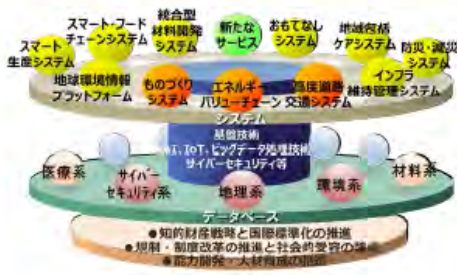 スマート・フード
チェーンシステム
統合型
材料開発
システム
新たな
サービス
おもてなし
システム
地域包括
ケアシステム
スマート
生産システム
防災・減災
システム
地球環境情報
プラットフォーム
ものづくり
システム
エネルギー
バリューチェーン
高度道路
交通システム
インフラ
維持管理システム
システム
基盤技術
AI、IoT、ビッグデータ処理技術
サイバーセキュリティ等
医療系
サイバー
セキュリティ系
地理系
環境系
材料系
データベース
●知的財産戦略と国際標準化の推進
●規制・制度改革の推進と社会的受容の
●能力開発・人材育成の推進